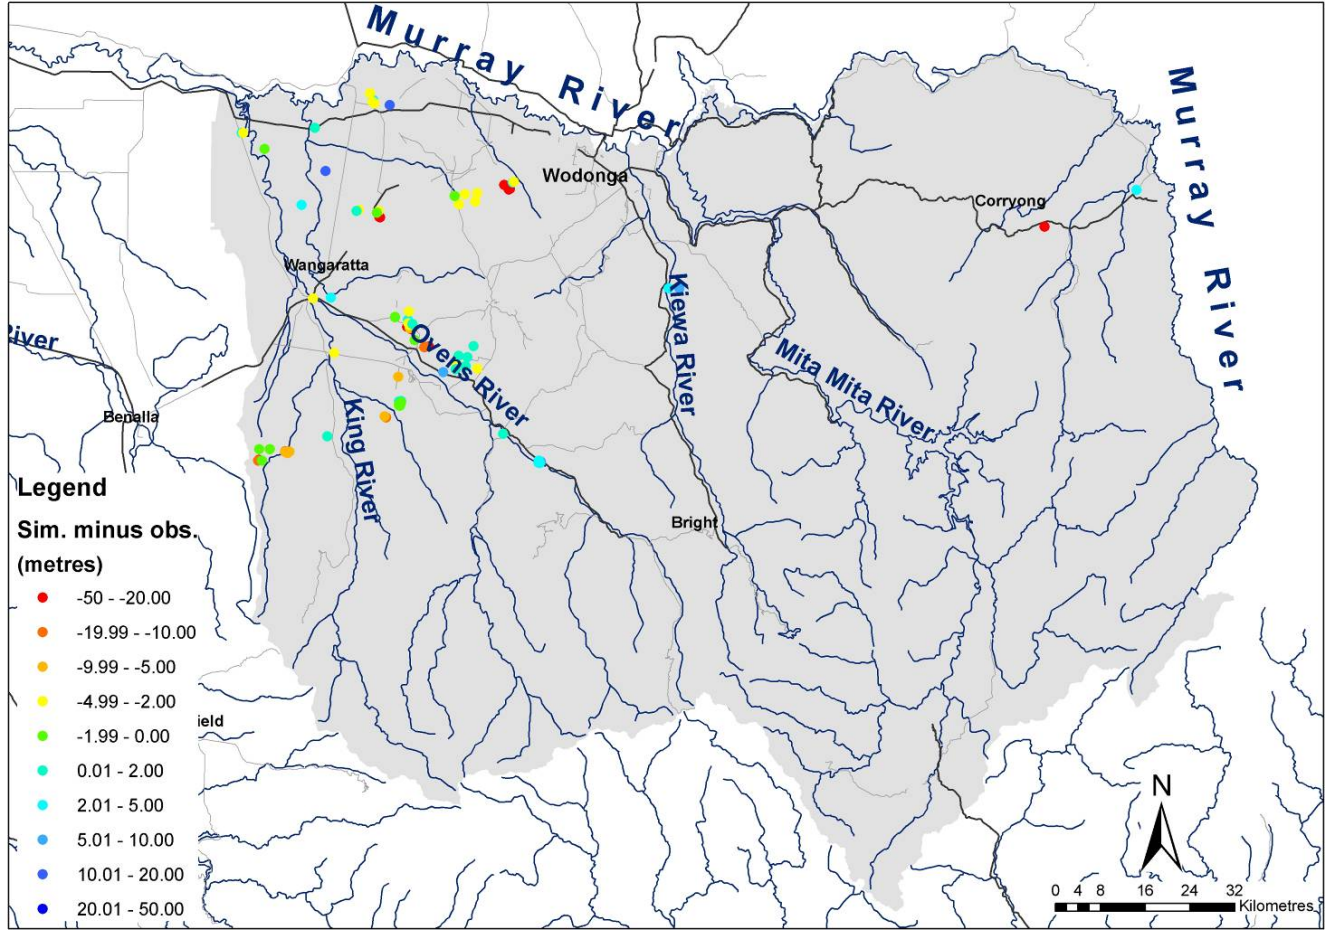 Murray River
Murray River
Wodonga
Corryong
Wangaratta
Kiewa River
Ovens River
Mita Mita River
River
Benalla
King River
Bright
Legend
Sim. minus obs.
(metres)
-50 - -20.00
-19.99 - -10.00
-9.99 - -5.00
-4.99 - -2.00
-1.99 - 0.00
0.01 - 2.00
2.01 - 5.00
5.01 - 10.00
10.01 - 20.00
20.01 - 50.00
ield
N
0 4 8 16 24 32
Kilometres